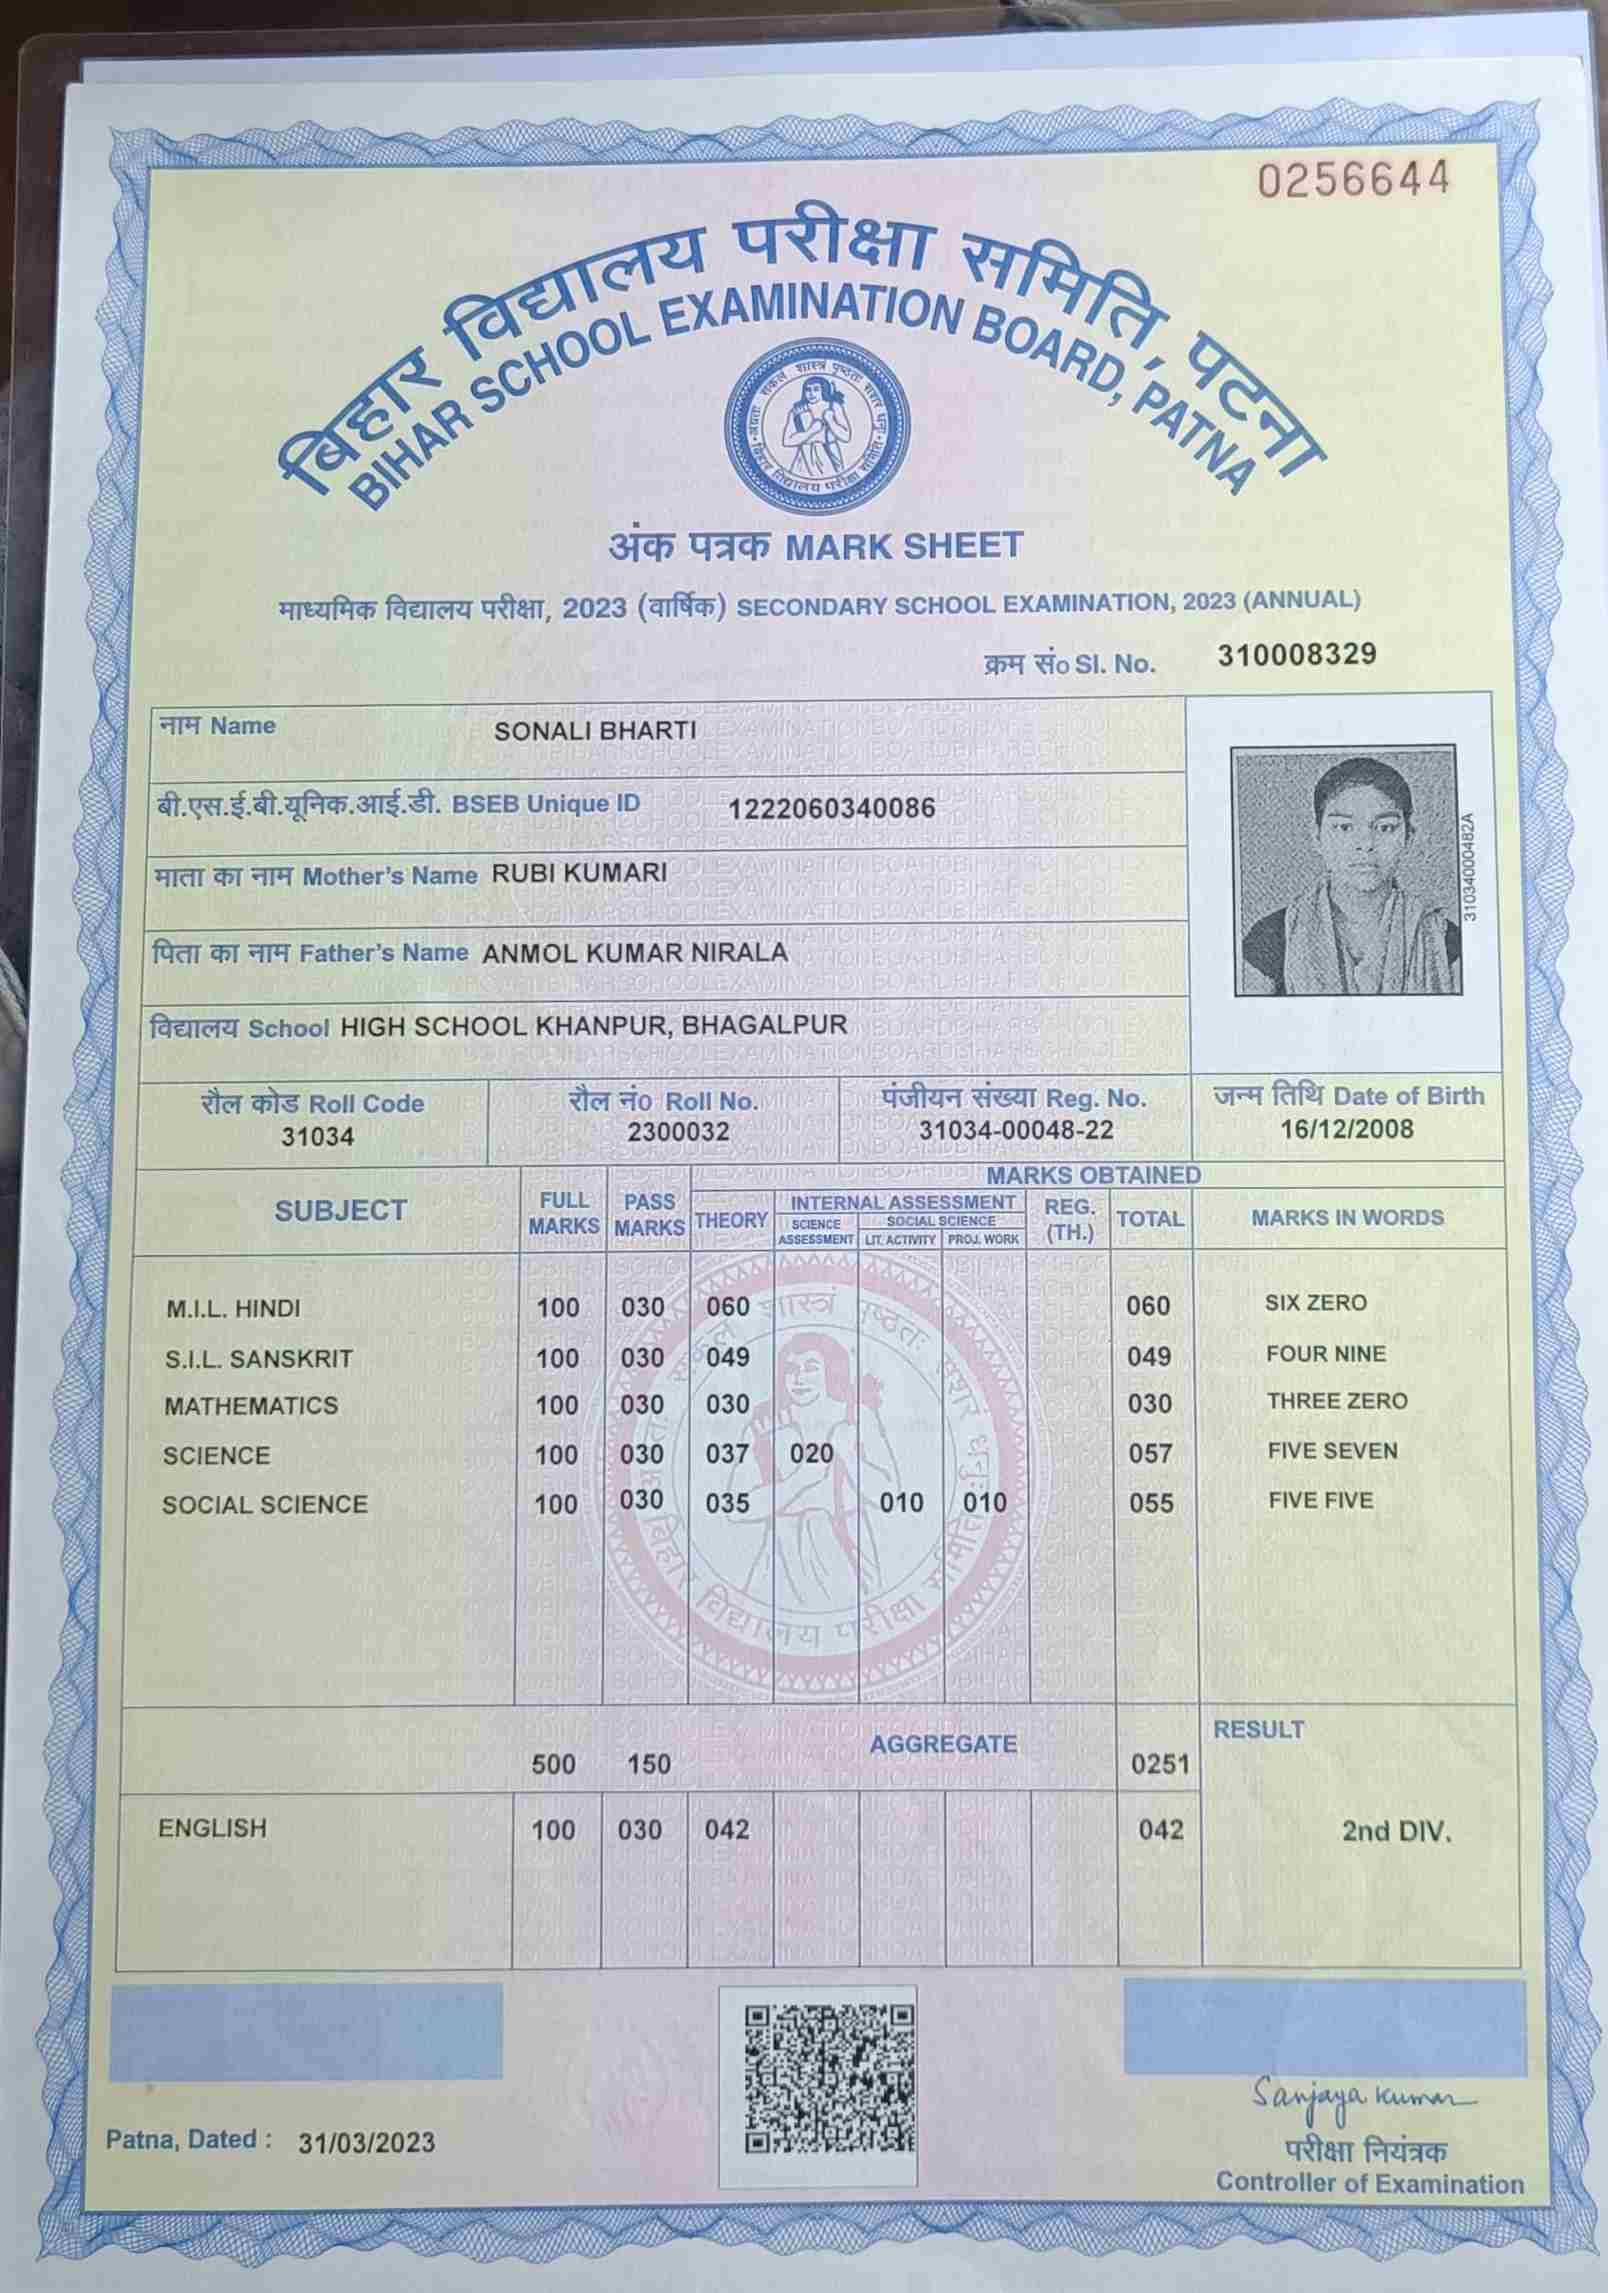 0256644
बिहार विद्यालय परीक्षा समिति, पटना
BIHAR SCHOOL EXAMINATION BOARD, PATNA
अंक पत्रक MARK SHEET
माध्यमिक विद्यालय परीक्षा, 2023 (वार्षिक) SECONDARY SCHOOL EXAMINATION, 2023 (ANNUAL)
क्रम सं० Sl. No. 310008329
नाम Name SONALI BHARTI
बी.एस.ई.बी.यूनिक.आई.डी. BSEB Unique ID 1222060340086
माता का नाम Mother's Name RUBI KUMARI
पिता का नाम Father's Name ANMOL KUMAR NIRALA
विद्यालय School HIGH SCHOOL KHANPUR, BHAGALPUR
310340000482A
रौल कोड Roll Code रौल नं० Roll No. पंजीयन संख्या Reg. No. जन्म तिथि Date of Birth
31034 2300032 31034-00048-22 16/12/2008
MARKS OBTAINED
SUBJECT FULL MARKS PASS MARKS THEORY INTERNAL ASSESSMENT REG. (TH.) TOTAL MARKS IN WORDS
SCIENCE ASSESSMENT SOCIAL SCIENCE
LIT. ACTIVITY PROJ. WORK
M.I.L. HINDI 100 030 060 060 SIX ZERO
S.I.L. SANSKRIT 100 030 049 049 FOUR NINE
MATHEMATICS 100 030 030 030 THREE ZERO
SCIENCE 100 030 037 020 057 FIVE SEVEN
SOCIAL SCIENCE 100 030 035 010 010 055 FIVE FIVE
500 150 AGGREGATE 0251 RESULT
ENGLISH 100 030 042 042 2nd DIV.
Patna, Dated : 31/03/2023
Sanjaya Kumar
परीक्षा नियंत्रक
Controller of Examination